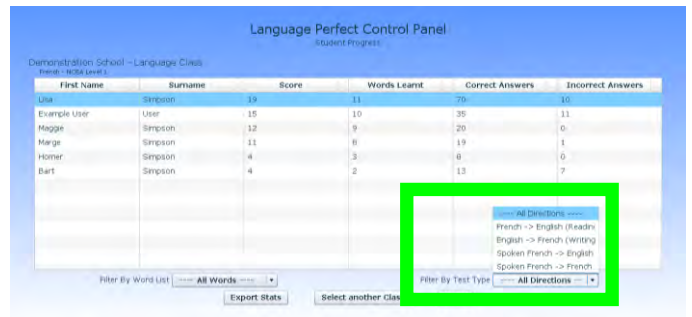 Language Perfect Control Panel
Student Progress
Demonstration School - Language Class
French - NCEA Level 1
First Name Surname Score Words Learnt Correct Answers Incorrect Answers
Lisa Simpson 19 11 70 10
Example User User 15 10 35 11
Maggie Simpson 12 9 20 0
Marge Simpson 11 8 19 1
Homer Simpson 4 3 8 0
Bart Simpson 4 2 13 7
---- All Directions ----
French -> English (Readin
English -> French (Writing
Spoken French -> English
Spoken French -> French
Filter By Word List ---- All Words ---- Filter By Test Type ---- All Directions ---
Export Stats Select another Clas